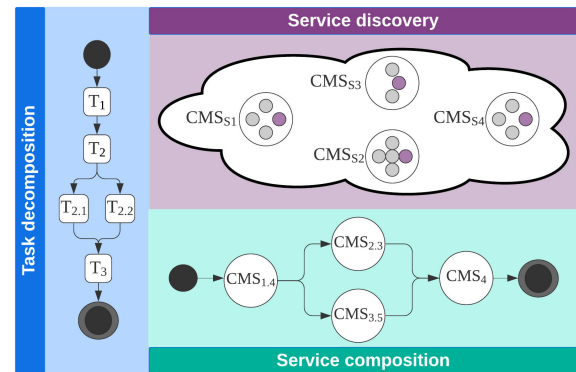 Task decomposition
T1
T2
T2.1
T2.2
T3
Service discovery
CMSS1
CMSS3
CMSS2
CMSS4
CMS1.4
CMS2.3
CMS3.5
CMS4
Service composition